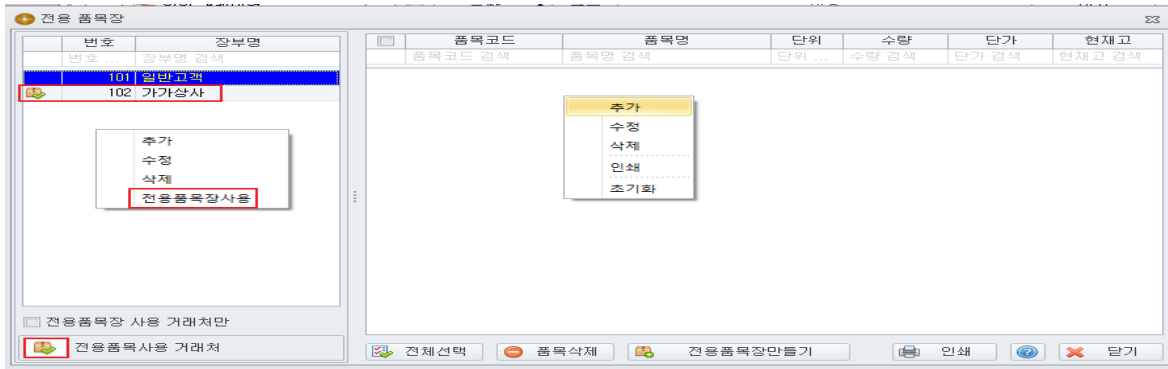 전용 품목장
번호 장부명
번호 ... 장부명 검색
101 일반고객
102 가가상사
추가
수정
삭제
전용품목장사용
전용품목장 사용 거래처만
전용품목사용 거래처
품목코드 품목명 단위 수량 단가 현재고
품목코드 검색 품목명 검색 단위 ... 수량 검색 단가 검색 현재고 검색
추가
수정
삭제
인쇄
초기화
전체선택 품목삭제 전용품목장만들기 인쇄 닫기